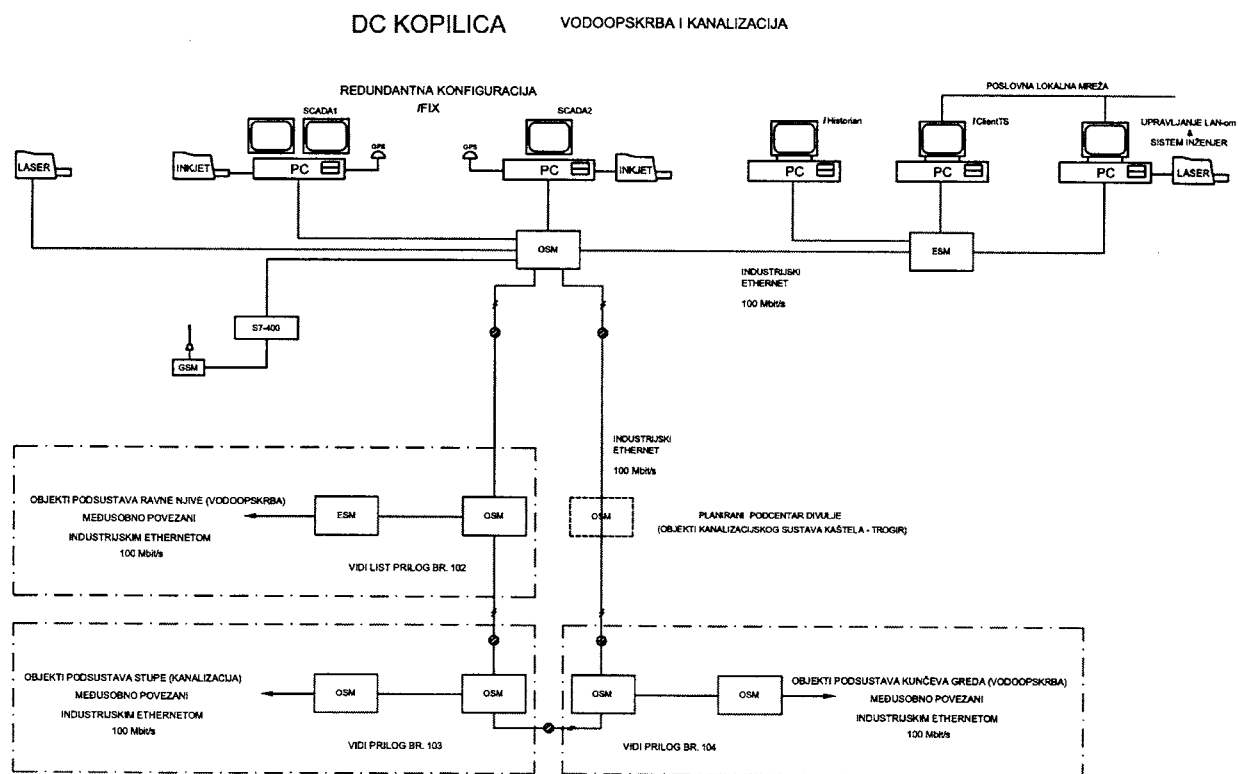 DC KOPILICA
VODOOPSKRBA I KANALIZACIJA
REDUNDANTNA KONFIGURACIJA
iFIX
POSLOVNA LOKALNA MREŽA
SCADA1
SCADA2
iHistorian
iClientTS
UPRAVLJANJE LAN-om
&
SISTEM INŽENJER
LASER
INKJET
PC
GPS
GPS
PC
INKJET
PC
PC
PC
LASER
OSM
ESM
INDUSTRIJSKI
ETHERNET
100 Mbit/s
S7-400
GSM
INDUSTRIJSKI
ETHERNET
100 Mbit/s
OBJEKTI PODSUSTAVA RAVNE NJIVE (VODOOPSKRBA)
MEĐUSOBNO POVEZANI
INDUSTRIJSKIM ETHERNETOM
100 Mbit/s
ESM
OSM
VIDI LIST PRILOG BR. 102
OSM
PLANIRANI PODCENTAR DIVULJE
(OBJEKTI KANALIZACIJSKOG SUSTAVA KAŠTELA - TROGIR)
OBJEKTI PODSUSTAVA STUPE (KANALIZACIJA)
MEĐUSOBNO POVEZANI
INDUSTRIJSKIM ETHERNETOM
100 Mbit/s
OSM
OSM
VIDI PRILOG BR. 103
OSM
OSM
OBJEKTI PODSUSTAVA KUNČEVA GREDA (VODOOPSKRBA)
MEĐUSOBNO POVEZANI
INDUSTRIJSKIM ETHERNETOM
100 Mbit/s
VIDI PRILOG BR. 104